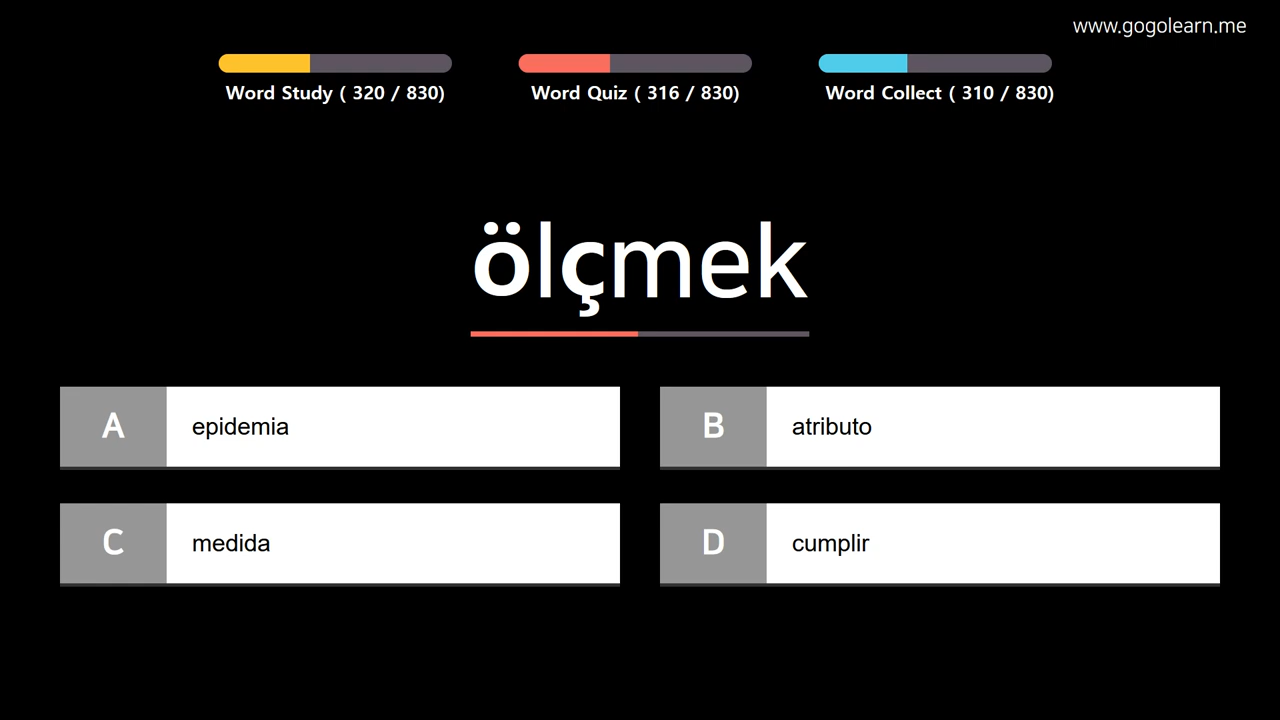 www.gogolearn.me
Word Study ( 320 / 830)
Word Quiz ( 316 / 830)
Word Collect ( 310 / 830)
ölçmek
A epidemia
B atributo
C medida
D cumplir